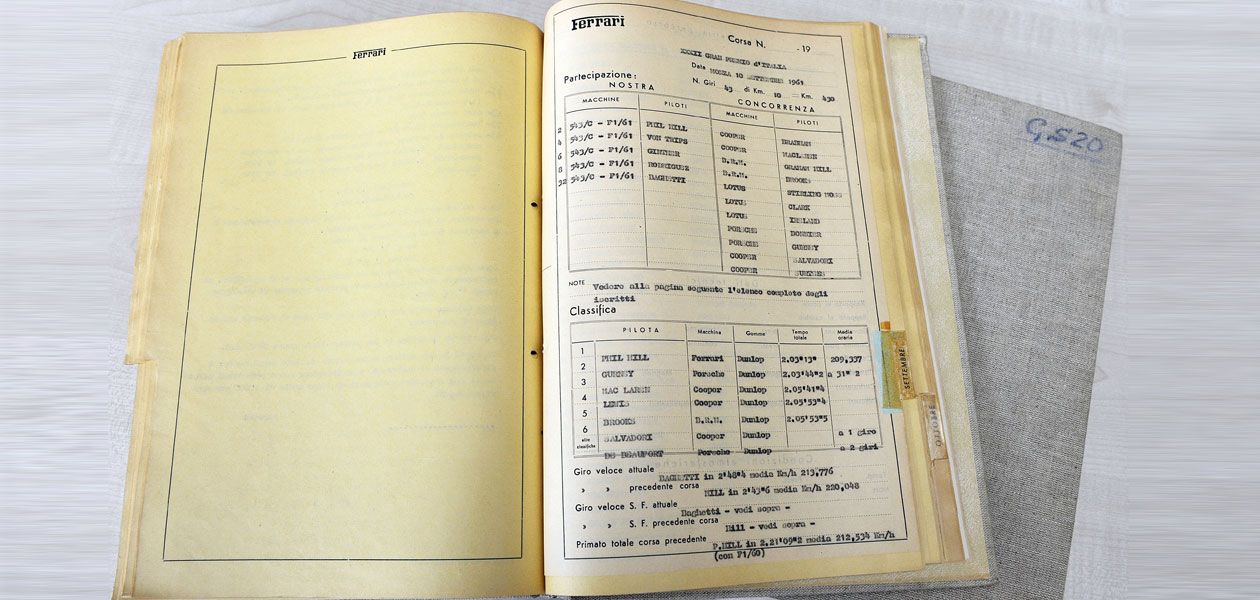 Ferrari
Ferrari
Corsa N. - 19
XXXII GRAN PREMIO d'ITALIA
Data MONZA 10 SETTEMBRE 1961
N. Giri 43 di Km. 10 = Km. 430
Partecipazione:
NOSTRA
CONCORRENZA
MACCHINE PILOTI MACCHINE PILOTI
2 543/C - F1/61 PHIL HILL
4 543/C - F1/61 VON TRIPS
6 543/C - F1/61 GINTHER
8 543/C - F1/61 RODRIGUEZ
32 543/C - F1/61 BAGHETTI
COOPER BRABHAM
COOPER MACLAREN
B.R.M. GRAHAM HILL
B.R.M. BROOKS
LOTUS STIRLING MOSS
LOTUS CLARK
LOTUS IRELAND
PORSCHE BONNIER
PORSCHE GURNEY
COOPER SALVADORI
COOPER SURTEES
NOTE Vedere alla pagina seguente l'elenco completo degli
iscritti
Classifica
PILOTA Macchina Gomme Tempo totale Media oraria
1 PHIL HILL Ferrari Dunlop 2.03'13" 209,337
2 GURNEY Porsche Dunlop 2.03'44"2 a 31" 2
3 MAC LAREN Cooper Dunlop 2.05'41"4
4 LEWIS Cooper Dunlop 2.05'53"4
5 BROOKS B.R.M. Dunlop 2.05'53"5
6 SALVADORI Cooper Dunlop a 1 giro
altre classifiche DE BEAUFORT Porsche Dunlop a 2 giri
Giro veloce attuale BAGHETTI in 2'48"4 media Km/h 213,776
» » precedente corsa HILL in 2'43"6 media Km/h 220,048
Giro veloce S. F. attuale Baghetti - vedi sopra -
» » S. F. precedente corsa Hill - vedi sopra -
Primato totale corsa precedente P.HILL in 2.21'09"2 media 212,534 Km/h
(con F1/60)
SETTEMBRE
OTTOBRE
G.S20